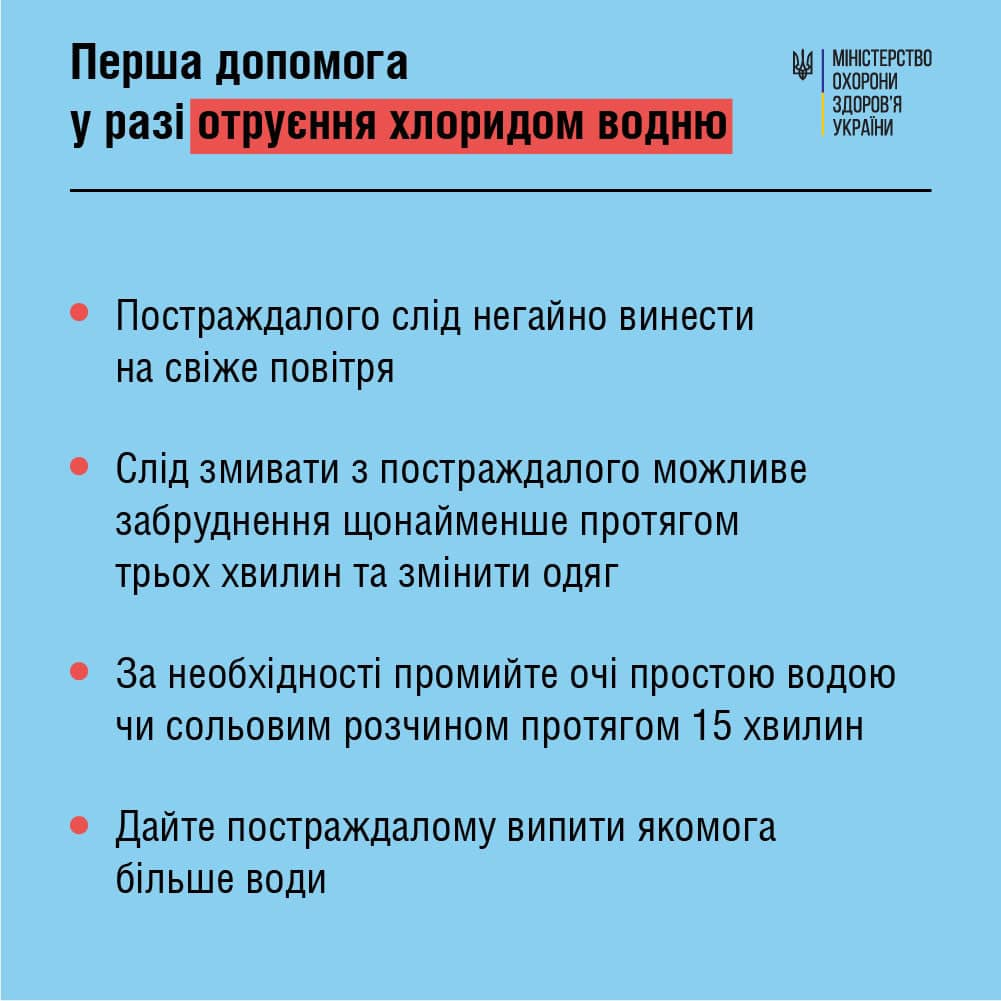 Перша допомога
у разі отруєння хлоридом водню
МІНІСТЕРСТВО
ОХОРОНИ
ЗДОРОВ'Я
УКРАЇНИ
Постраждалого слід негайно винести
на свіже повітря
Слід змивати з постраждалого можливе
забруднення щонайменше протягом
трьох хвилин та змінити одяг
За необхідності промийте очі простою водою
чи сольовим розчином протягом 15 хвилин
Дайте постраждалому випити якомога
більше води